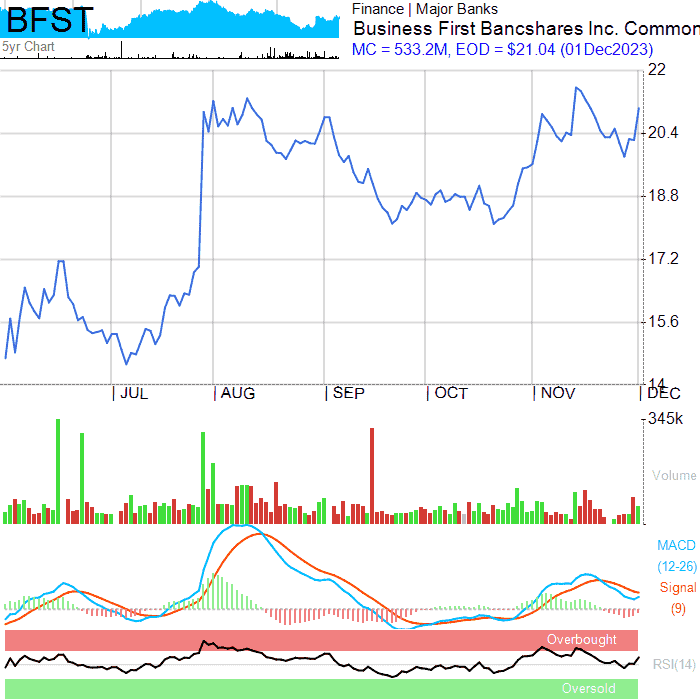 BFST
5yr Chart
Finance | Major Banks
Business First Bancshares Inc. Common
MC = 533.2M, EOD = $21.04 (01Dec2023)
22
20.4
18.8
17.2
15.6
14
| JUL | AUG | SEP | OCT | NOV | DEC
345k
Volume
MACD
(12-26)
Signal
(9)
Overbought
RSI(14)
Oversold